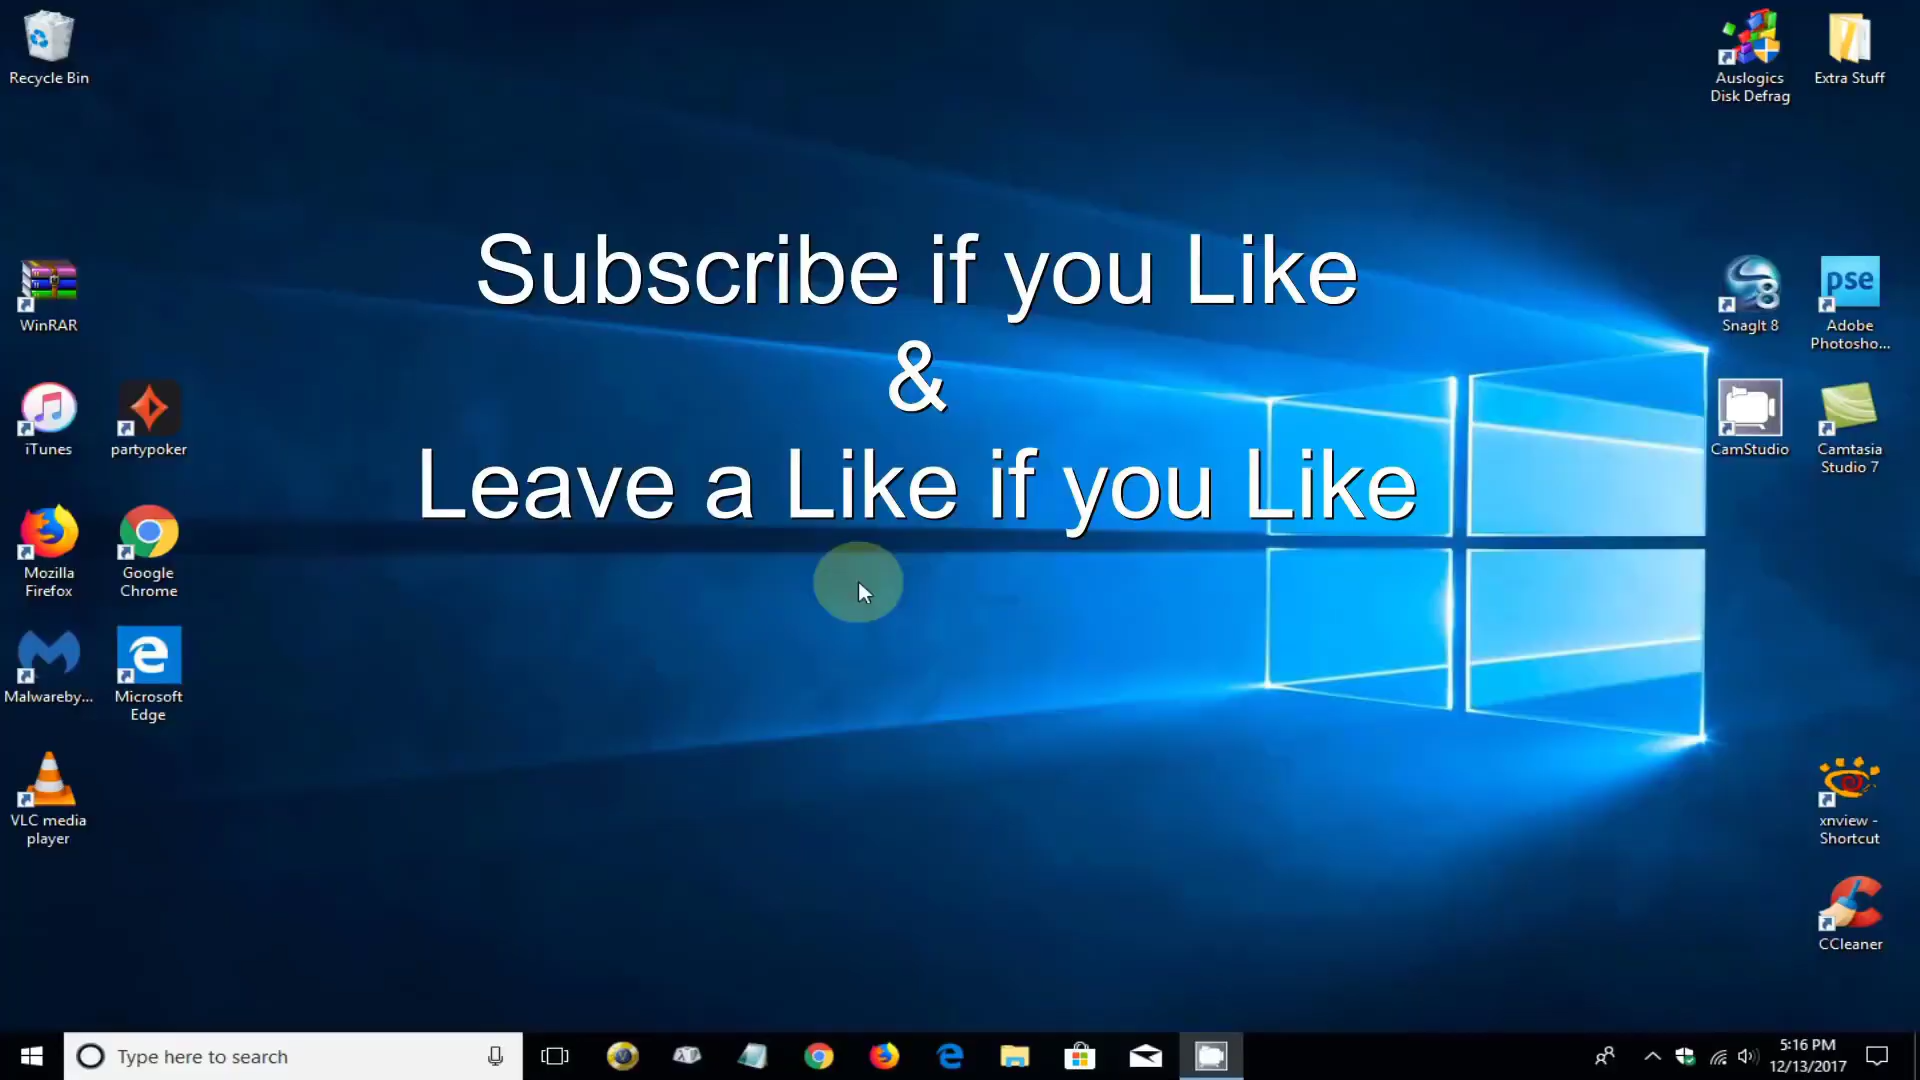 Recycle Bin
Auslogics
Disk Defrag
Extra Stuff
Subscribe if you Like
&
Leave a Like if you Like
WinRAR
SnagIt 8
pse
Adobe
Photosho...
iTunes
partypoker
CamStudio
Camtasia
Studio 7
Mozilla
Firefox
Google
Chrome
Malwareby...
Microsoft
Edge
VLC media
player
xnview -
Shortcut
CCleaner
Type here to search
5:16 PM
12/13/2017